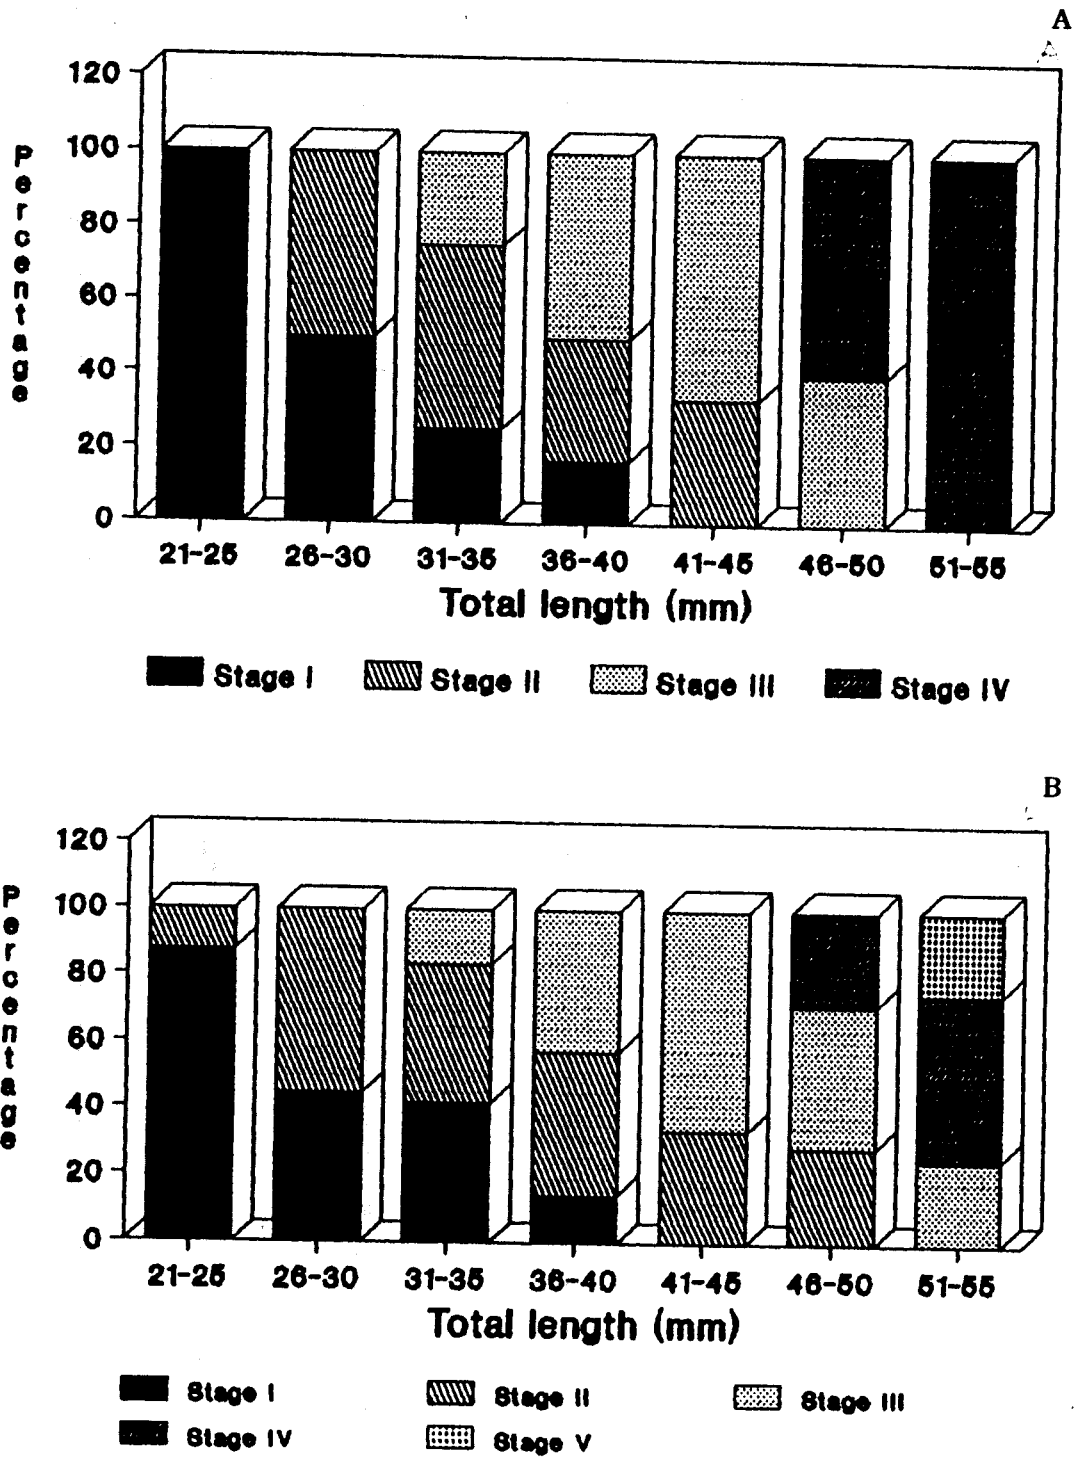 A
120
100
80
60
40
20
0
Percentage
21-25
26-30
31-35
36-40
41-45
46-50
51-55
Total length (mm)
Stage I
Stage II
Stage III
Stage IV
B
120
100
80
60
40
20
0
Percentage
21-25
26-30
31-35
36-40
41-45
46-50
51-55
Total length (mm)
Stage I
Stage II
Stage III
Stage IV
Stage V